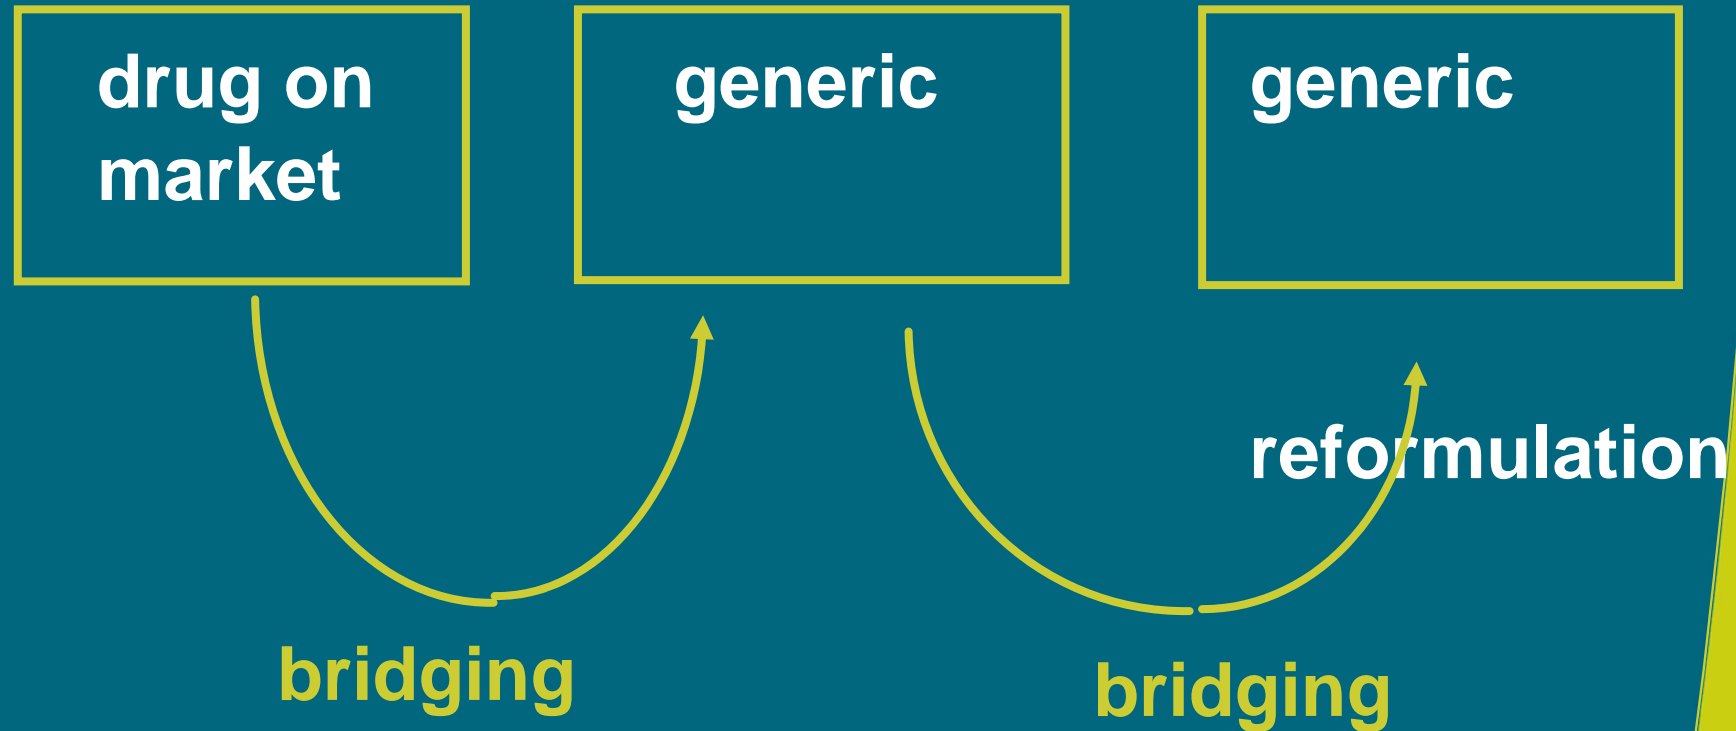 drug on
market
generic
generic
reformulation
bridging
bridging